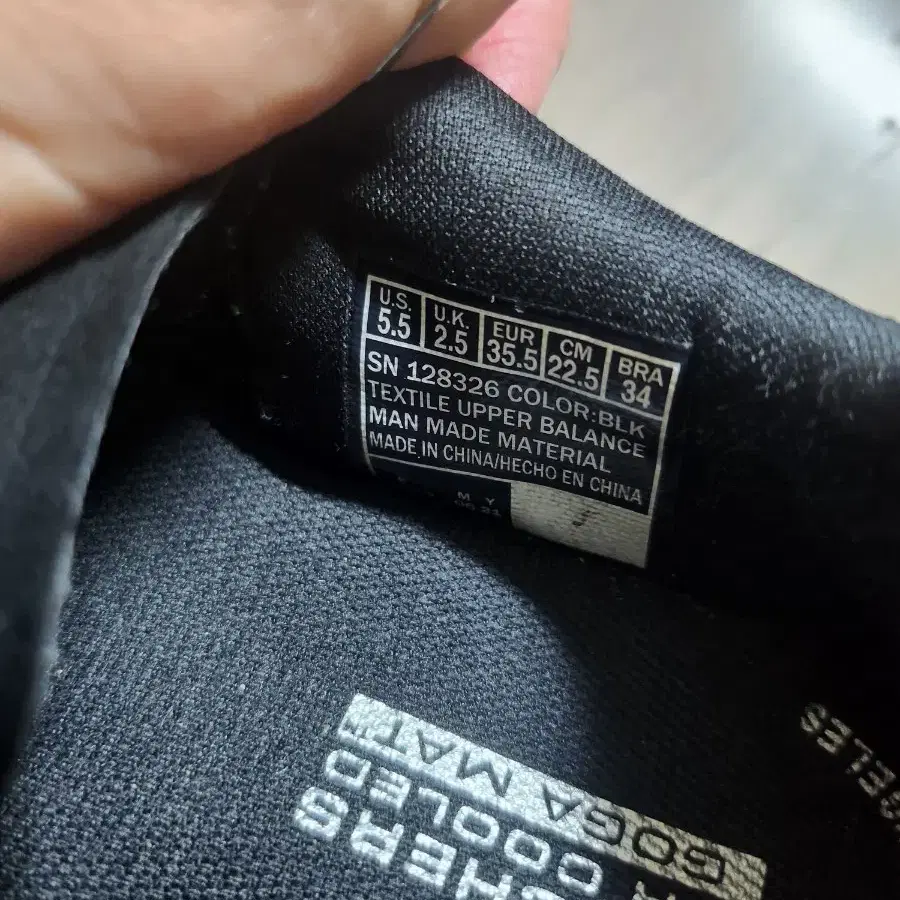 U.S. U.K. EUR CM BRA
5.5 2.5 35.5 22.5 34
SN 128326 COLOR:BLK
TEXTILE UPPER BALANCE
MAN MADE MATERIAL
MADE IN CHINA/HECHO EN CHINA
M Y
GOGA MAT
COOLED